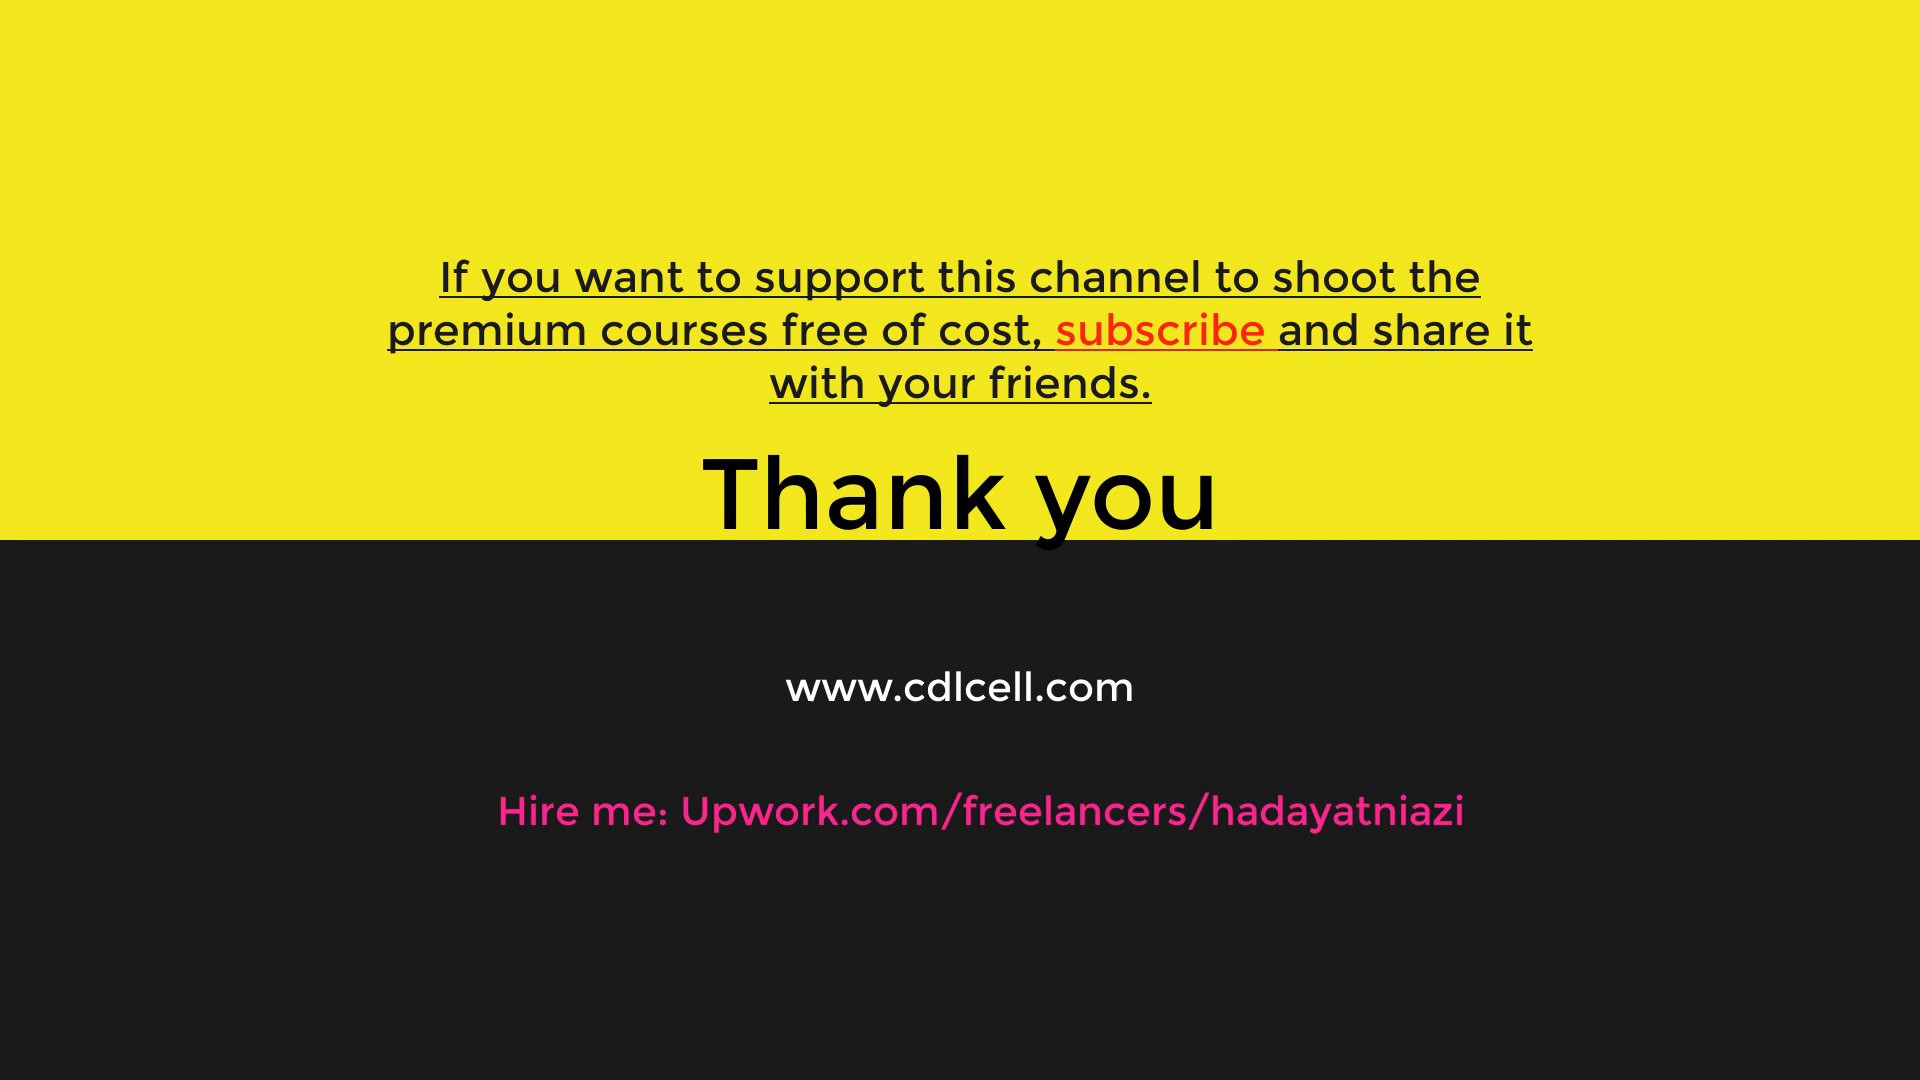 If you want to support this channel to shoot the
premium courses free of cost, subscribe and share it
with your friends.
Thank you
www.cdlcell.com
Hire me: Upwork.com/freelancers/hadayatniazi